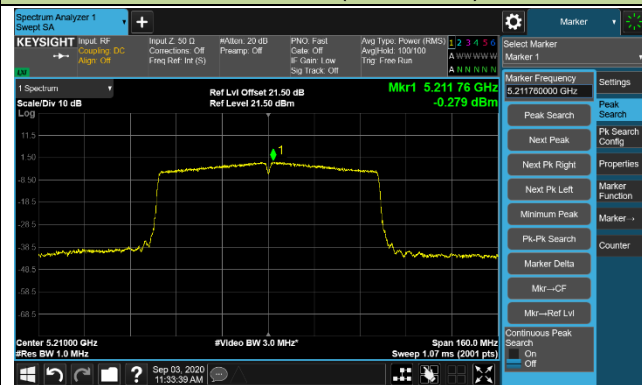 Spectrum Analyzer 1
Swept SA
+
Marker
KEYSIGHT
Input: RF
Coupling: DC
Align: Off
Input Z: 50 Ω
Corrections: Off
Freq Ref: Int (S)
#Atten: 20 dB
Preamp: Off
PNO: Fast
Gate: Off
IF Gain: Low
Sig Track: Off
Avg Type: Power (RMS)
Avg|Hold: 100/100
Trig: Free Run
1 2 3 4 5 6
A W W W W W
A N N N N N
Select Marker
Marker 1
LXI
1 Spectrum
Scale/Div 10 dB
Log
Ref Lvl Offset 21.50 dB
Ref Level 21.50 dBm
Mkr1 5.211 76 GHz
-0.279 dBm
11.5
1.50
-8.50
-18.5
-28.5
-38.5
-48.5
-58.5
-68.5
1
Center 5.21000 GHz
#Res BW 1.0 MHz
#Video BW 3.0 MHz*
Span 160.0 MHz
Sweep 1.07 ms (2001 pts)
Marker Frequency
5.211760000 GHz
Peak Search
Next Peak
Next Pk Right
Next Pk Left
Minimum Peak
Pk-Pk Search
Marker Delta
Mkr→CF
Mkr→Ref Lvl
Continuous Peak
Search
On
Off
Settings
Peak
Search
Pk Search
Config
Properties
Marker
Function
Marker→
Counter
?
Sep 03, 2020
11:33:39 AM